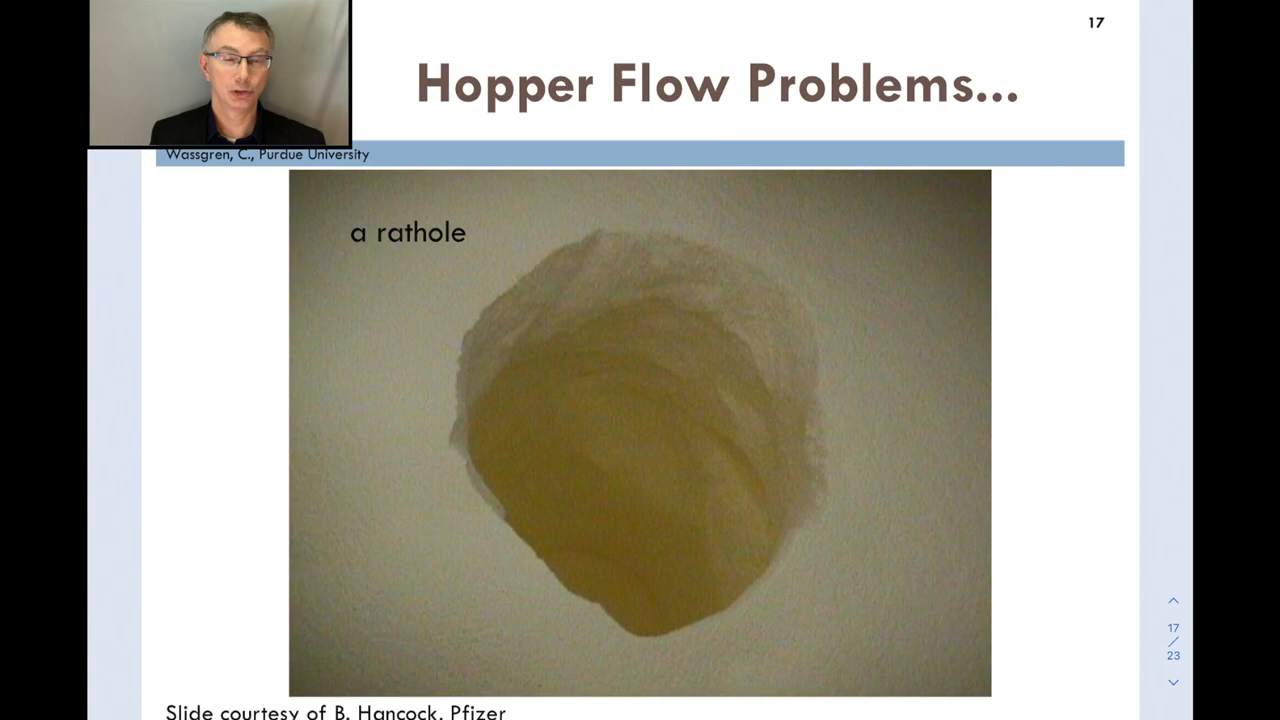 17
Hopper Flow Problems...
Wassgren, C., Purdue University
a rathole
17
/
23
Slide courtesy of B. Hancock, Pfizer